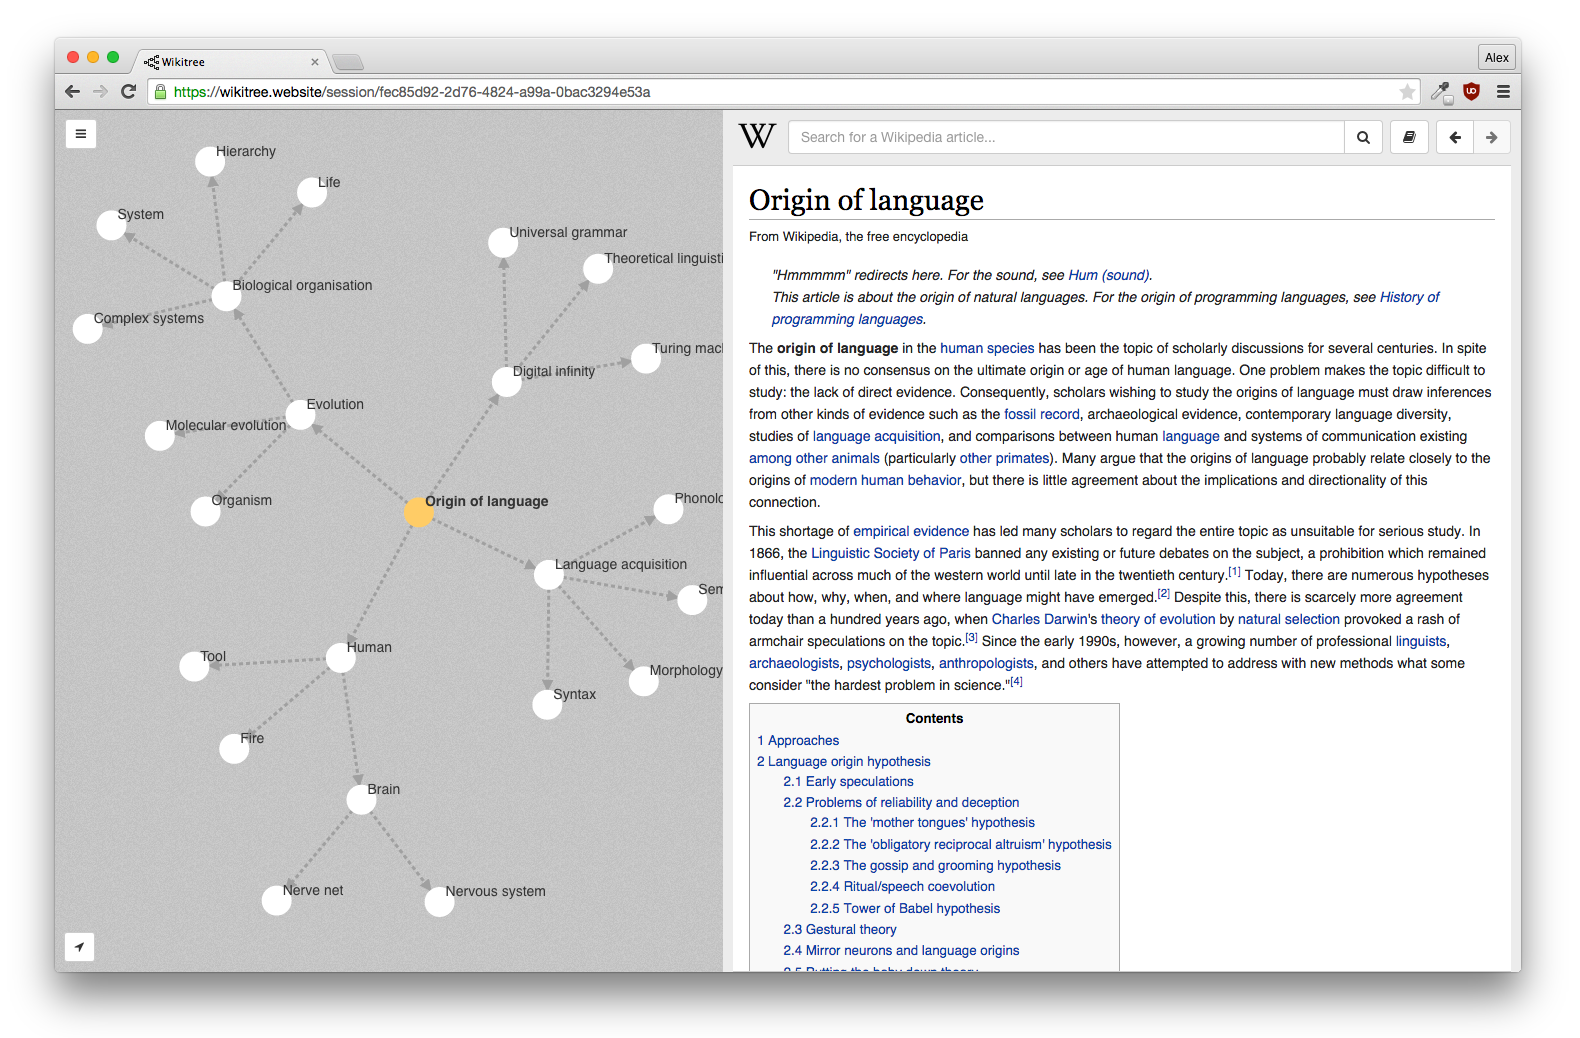 Wikitree
Alex
https://wikitree.website/session/fec85d92-2d76-4824-a99a-0bac3294e53a
Hierarchy
Life
System
Universal grammar
Theoretical linguisti
Biological organisation
Complex systems
Turing mac
Digital infinity
Evolution
Molecular evolution
Organism
Origin of language
Phonolo
Language acquisition
Sem
Human
Tool
Morphology
Syntax
Fire
Brain
Nerve net
Nervous system
W
Search for a Wikipedia article...
Origin of language
From Wikipedia, the free encyclopedia
"Hmmmmm" redirects here. For the sound, see Hum (sound).
This article is about the origin of natural languages. For the origin of programming languages, see History of
programming languages.
The origin of language in the human species has been the topic of scholarly discussions for several centuries. In spite
of this, there is no consensus on the ultimate origin or age of human language. One problem makes the topic difficult to
study: the lack of direct evidence. Consequently, scholars wishing to study the origins of language must draw inferences
from other kinds of evidence such as the fossil record, archaeological evidence, contemporary language diversity,
studies of language acquisition, and comparisons between human language and systems of communication existing
among other animals (particularly other primates). Many argue that the origins of language probably relate closely to the
origins of modern human behavior, but there is little agreement about the implications and directionality of this
connection.
This shortage of empirical evidence has led many scholars to regard the entire topic as unsuitable for serious study. In
1866, the Linguistic Society of Paris banned any existing or future debates on the subject, a prohibition which remained
influential across much of the western world until late in the twentieth century.[1] Today, there are numerous hypotheses
about how, why, when, and where language might have emerged.[2] Despite this, there is scarcely more agreement
today than a hundred years ago, when Charles Darwin's theory of evolution by natural selection provoked a rash of
armchair speculations on the topic.[3] Since the early 1990s, however, a growing number of professional linguists,
archaeologists, psychologists, anthropologists, and others have attempted to address with new methods what some
consider "the hardest problem in science."[4]
Contents
1 Approaches
2 Language origin hypothesis
2.1 Early speculations
2.2 Problems of reliability and deception
2.2.1 The 'mother tongues' hypothesis
2.2.2 The 'obligatory reciprocal altruism' hypothesis
2.2.3 The gossip and grooming hypothesis
2.2.4 Ritual/speech coevolution
2.2.5 Tower of Babel hypothesis
2.3 Gestural theory
2.4 Mirror neurons and language origins
2.5 Putting the baby down theory